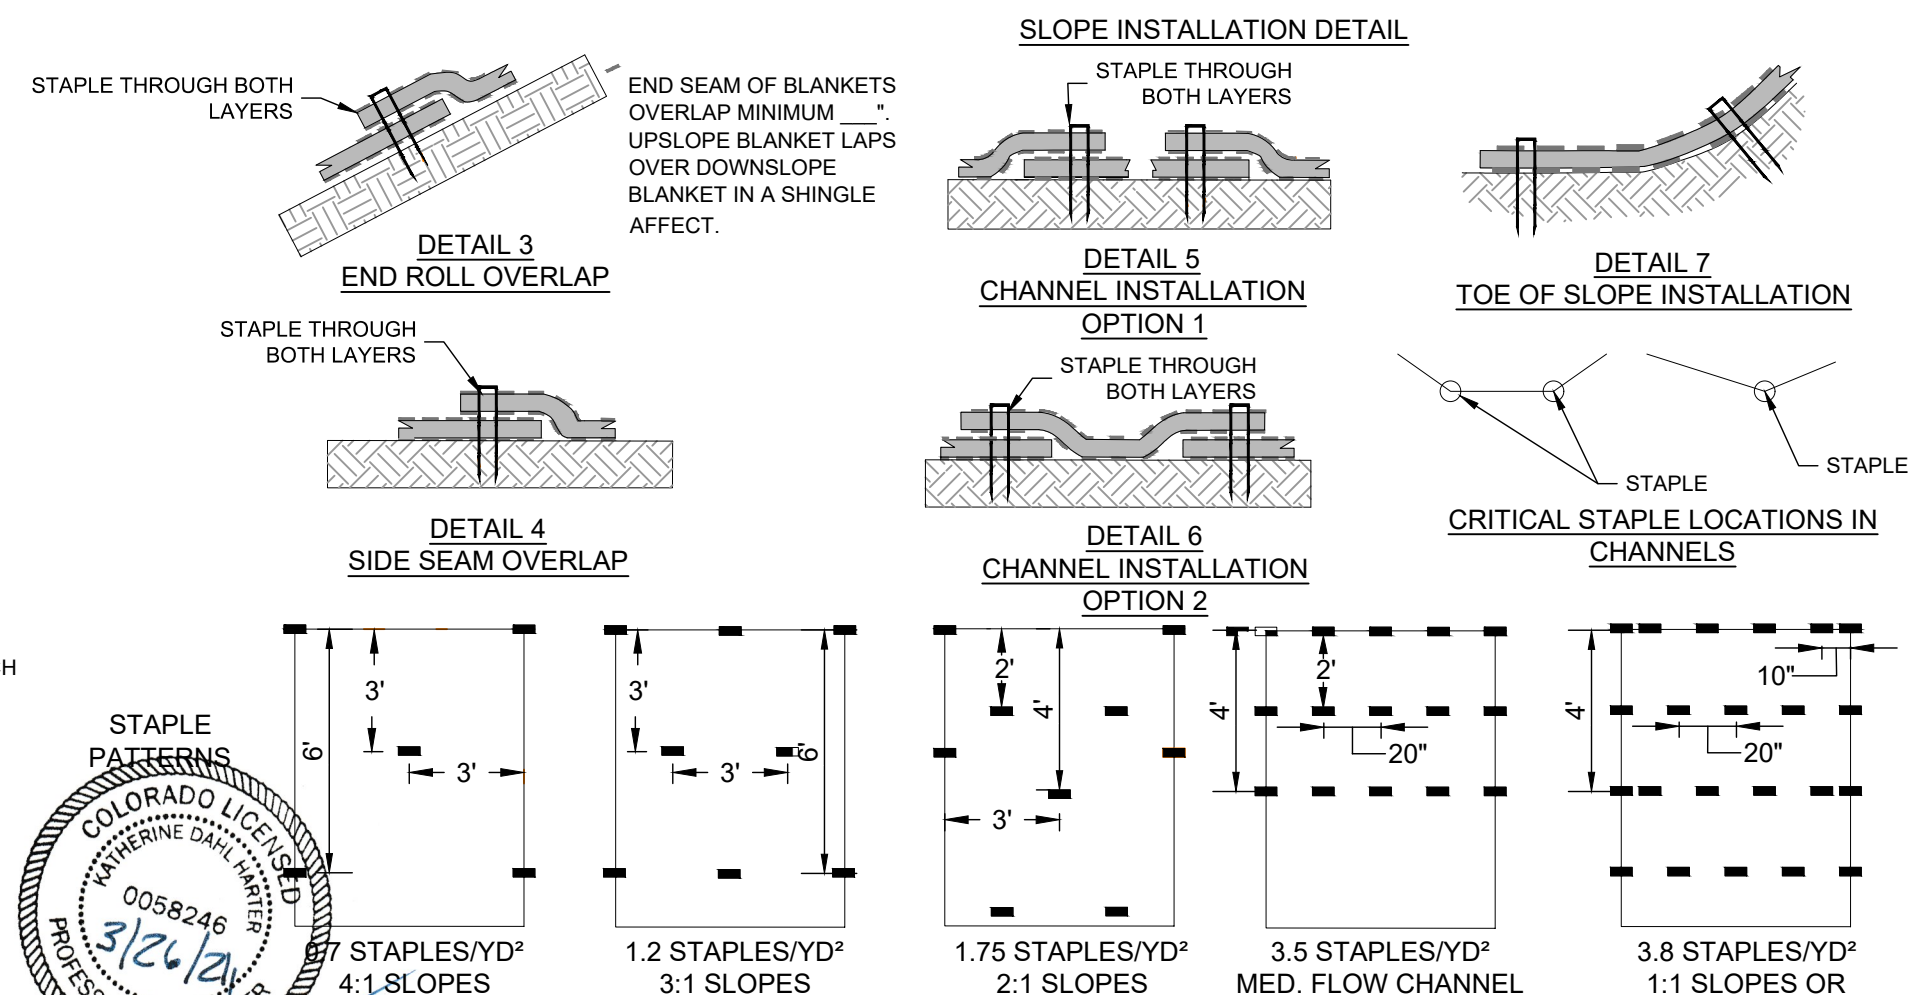 SLOPE INSTALLATION DETAIL
STAPLE THROUGH BOTH
LAYERS
END SEAM OF BLANKETS
OVERLAP MINIMUM ___".
UPSLOPE BLANKET LAPS
OVER DOWNSLOPE
BLANKET IN A SHINGLE
AFFECT.
DETAIL 3
END ROLL OVERLAP
STAPLE THROUGH
BOTH LAYERS
DETAIL 5
CHANNEL INSTALLATION
OPTION 1
DETAIL 7
TOE OF SLOPE INSTALLATION
STAPLE THROUGH
BOTH LAYERS
DETAIL 4
SIDE SEAM OVERLAP
STAPLE THROUGH
BOTH LAYERS
DETAIL 6
CHANNEL INSTALLATION
OPTION 2
STAPLE
STAPLE
CRITICAL STAPLE LOCATIONS IN
CHANNELS
CH
STAPLE
PATTERNS
6'
3'
3'
3'
3'
6'
2'
4'
3'
4'
2'
20"
4'
10"
20"
COLORADO LICENSED
KATHERINE DAHL HARTER
0058246
STAPLES/YD²
4:1 SLOPES
1.2 STAPLES/YD²
3:1 SLOPES
1.75 STAPLES/YD²
2:1 SLOPES
3.5 STAPLES/YD²
MED. FLOW CHANNEL
3.8 STAPLES/YD²
1:1 SLOPES OR